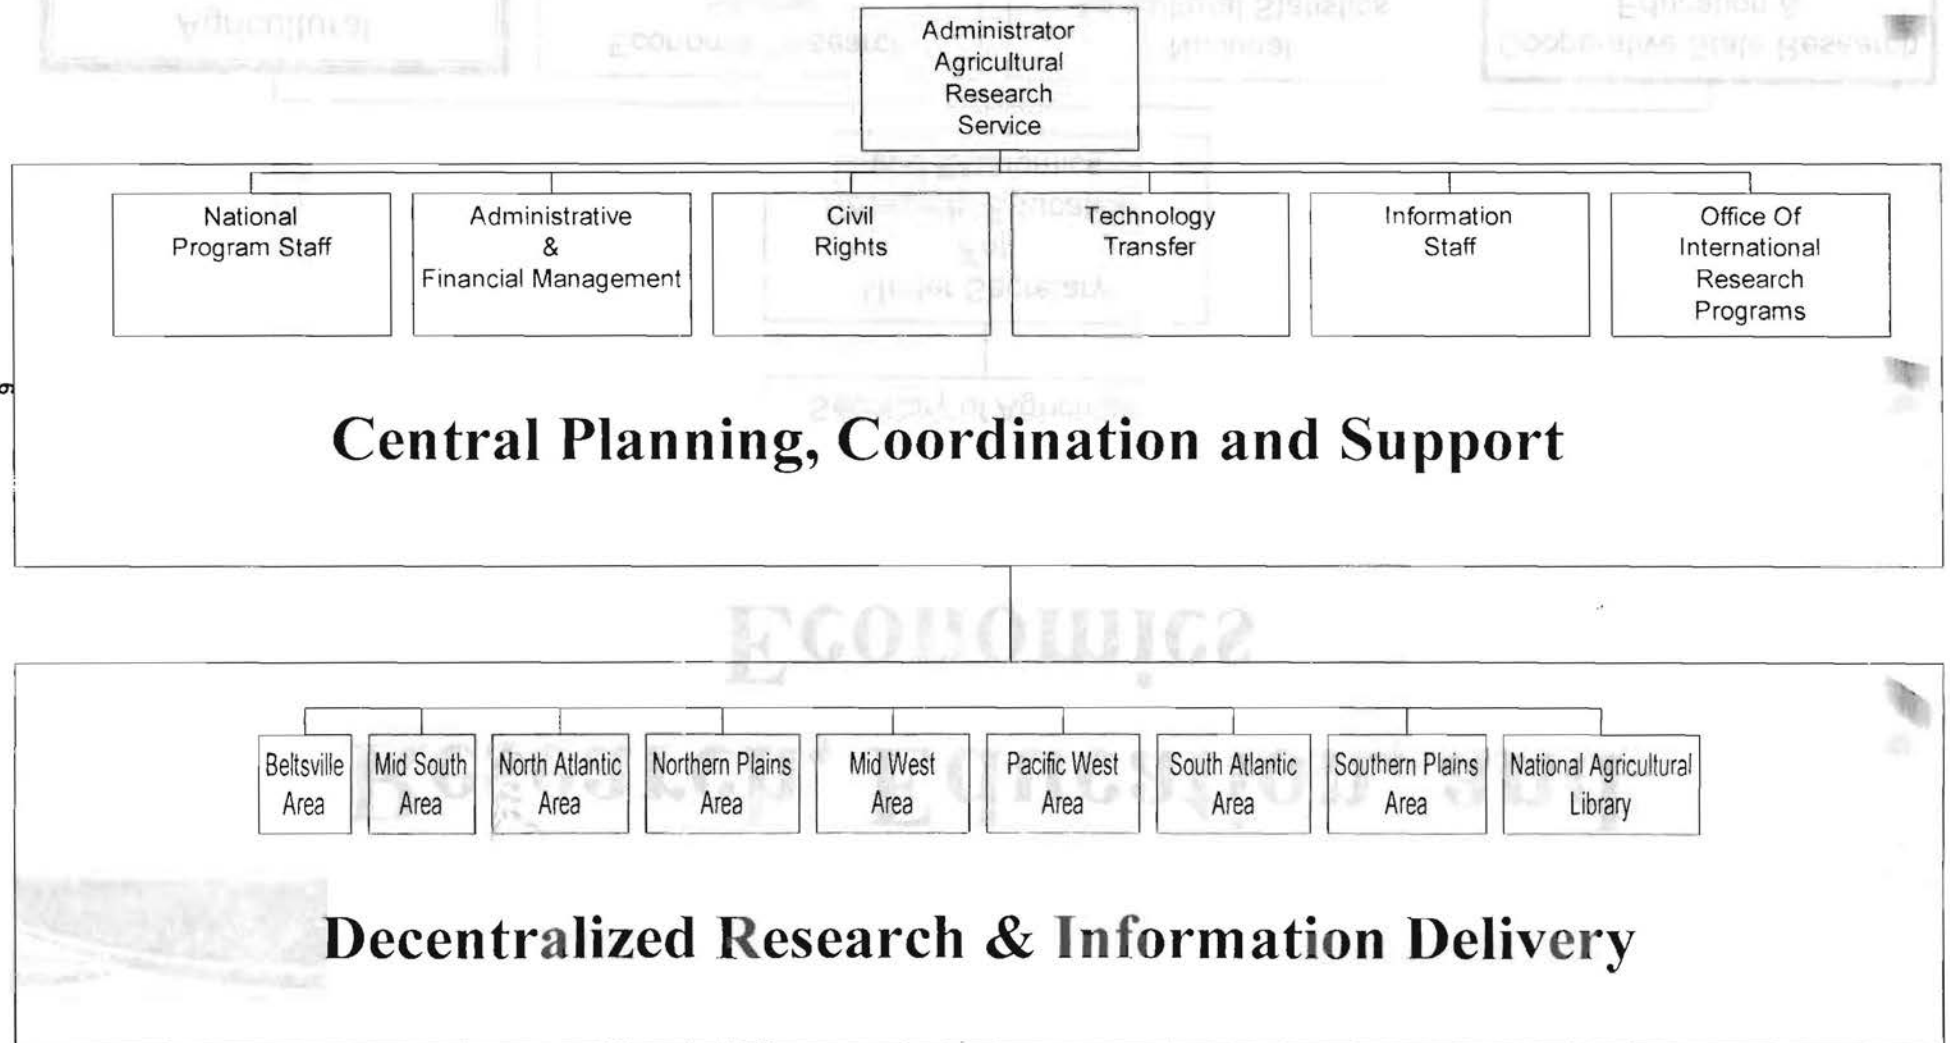 Administrator
Agricultural
Research
Service
National
Program Staff
Administrative
&
Financial Management
Civil
Rights
Technology
Transfer
Information
Staff
Office Of
International
Research
Programs
9
Central Planning, Coordination and Support
Beltsville
Area
Mid South
Area
North Atlantic
Area
Northern Plains
Area
Mid West
Area
Pacific West
Area
South Atlantic
Area
Southern Plains
Area
National Agricultural
Library
Decentralized Research & Information Delivery